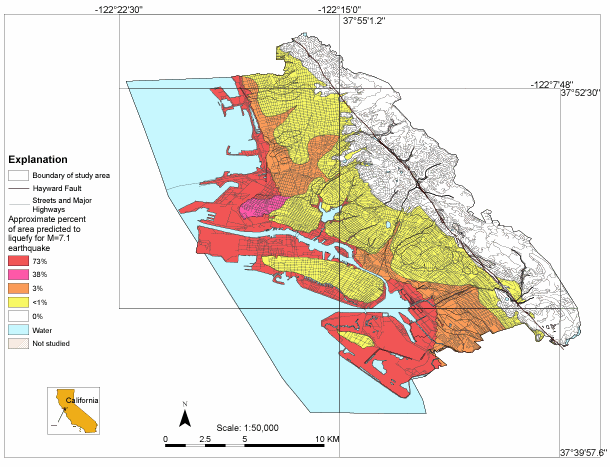 -122°22'30"
-122°15'0"
37°55'1.2"
-122°7'48"
37°52'30"
Explanation
Boundary of study area
Hayward Fault
Streets and Major
Highways
Approximate percent
of area predicted to
liquefy for M=7.1
earthquake
73%
38%
3%
<1%
0%
Water
Not studied
California
N
Scale: 1:50,000
0 2.5 5 10 KM
37°39'57.6"